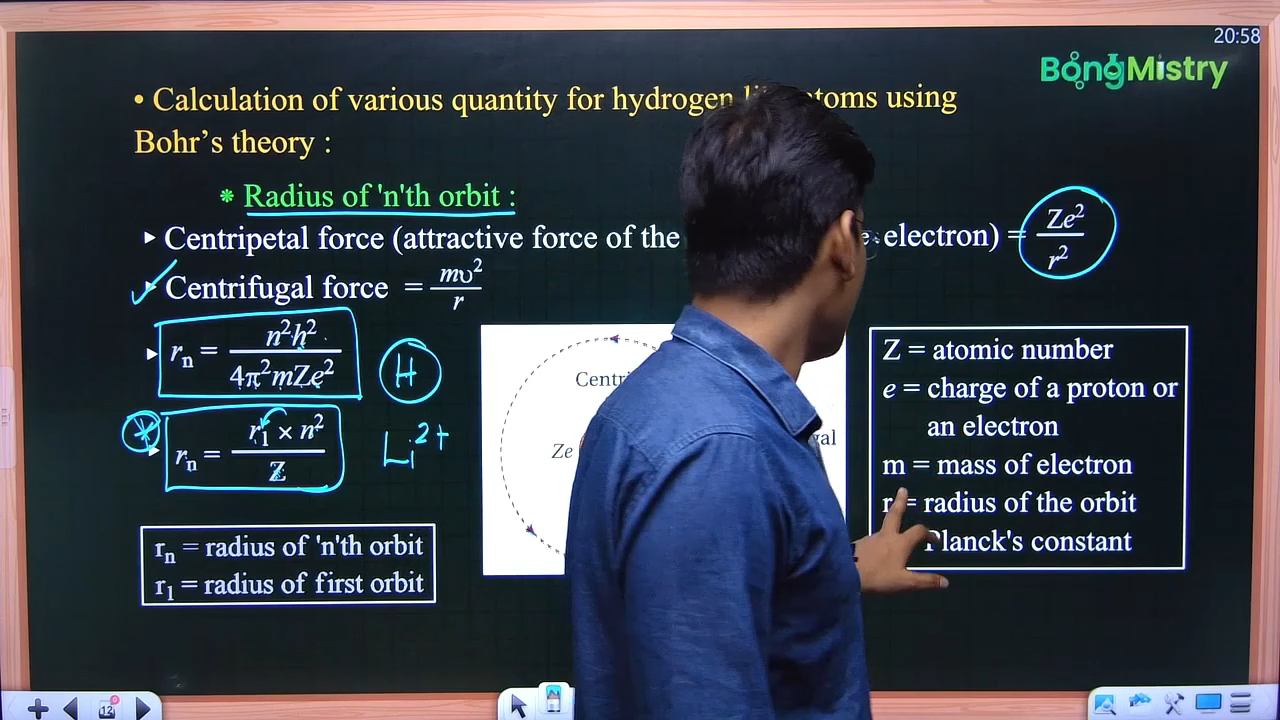 20:58
BongMistry
• Calculation of various quantity for hydrogen atoms using
Bohr’s theory :
* Radius of 'n'th orbit :
▸ Centripetal force (attractive force of the electron) = Ze²/r²
▸ Centrifugal force = mυ²/r
▸ rₙ = n²h²/4π²mZe²
H
▸ rₙ = r₁ × n²/Z
Li²⁺
Ze
rₙ = radius of 'n'th orbit
r₁ = radius of first orbit
Z = atomic number
e = charge of a proton or
an electron
m = mass of electron
r = radius of the orbit
Planck's constant
12